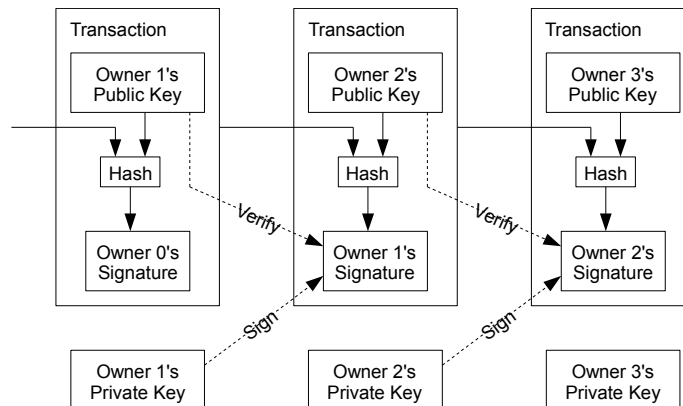 Transaction
Owner 1's
Public Key
Hash
Owner 0's
Signature
Transaction
Owner 2's
Public Key
Hash
Verify
Owner 1's
Signature
Transaction
Owner 3's
Public Key
Hash
Verify
Owner 2's
Signature
Sign
Sign
Owner 1's
Private Key
Owner 2's
Private Key
Owner 3's
Private Key